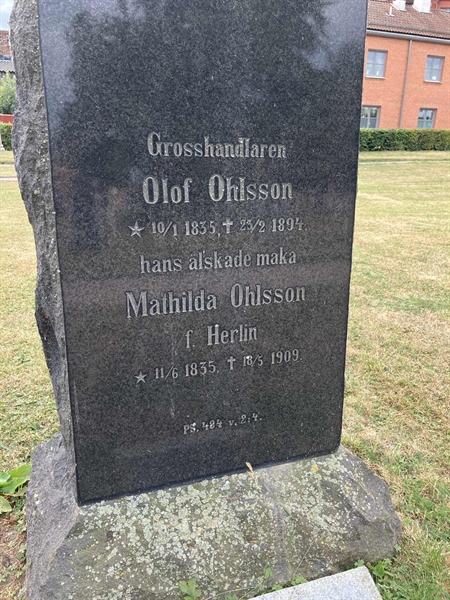 Grosshandlaren
Olof Ohlsson
★ 10/1 1835, ✝ 23/2 1894.
hans älskade maka
Mathilda Ohlsson
f. Herlin
★ 11/6 1835, ✝ 18/5 1909.
PS. 484 v. 2,4.